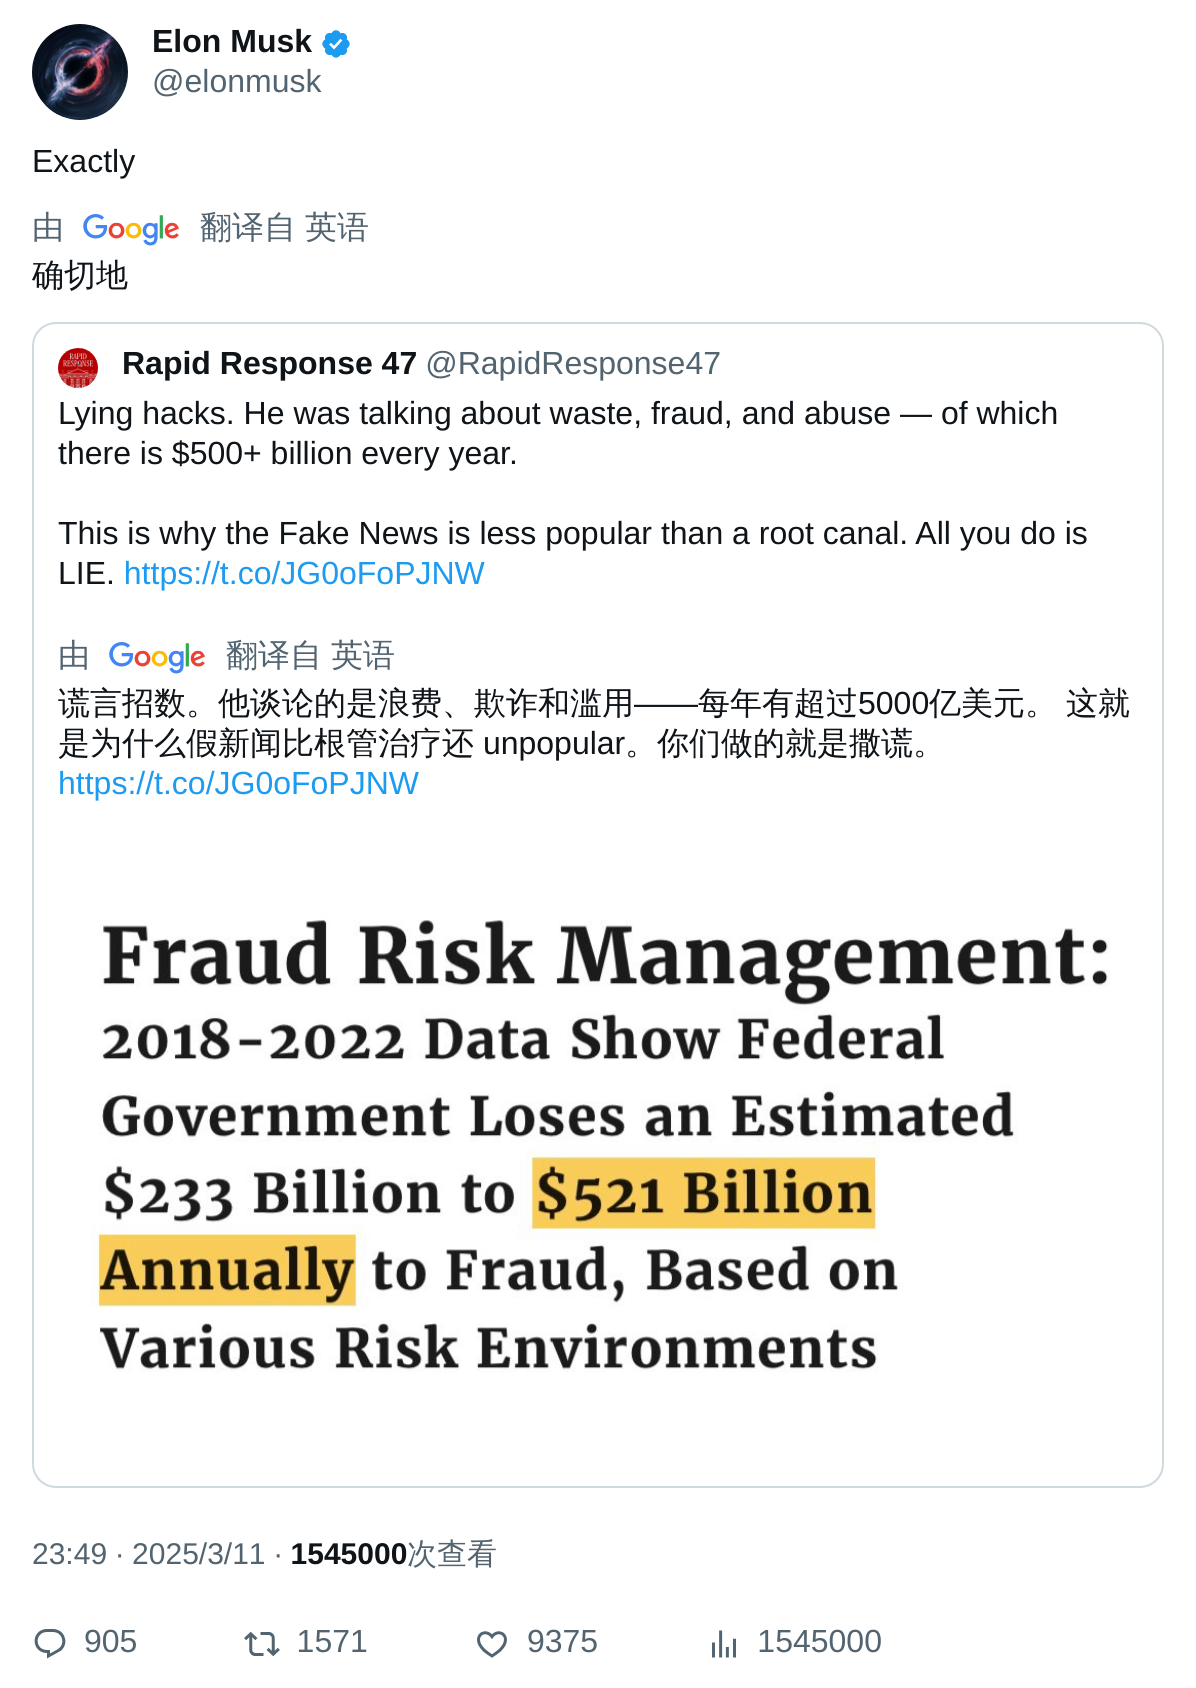 Elon Musk
@elonmusk
Exactly
由 Google 翻译自 英语
确切地
RAPID
RESPONSE
Rapid Response 47 @RapidResponse47
Lying hacks. He was talking about waste, fraud, and abuse — of which
there is $500+ billion every year.
This is why the Fake News is less popular than a root canal. All you do is
LIE. https://t.co/JG0oFoPJNW
由 Google 翻译自 英语
谎言招数。他谈论的是浪费、欺诈和滥用——每年有超过5000亿美元。 这就
是为什么假新闻比根管治疗还 unpopular。你们做的就是撒谎。
https://t.co/JG0oFoPJNW
Fraud Risk Management:
2018-2022 Data Show Federal
Government Loses an Estimated
$233 Billion to $521 Billion
Annually to Fraud, Based on
Various Risk Environments
23:49 · 2025/3/11 · 1545000次查看
905 1571 9375 1545000